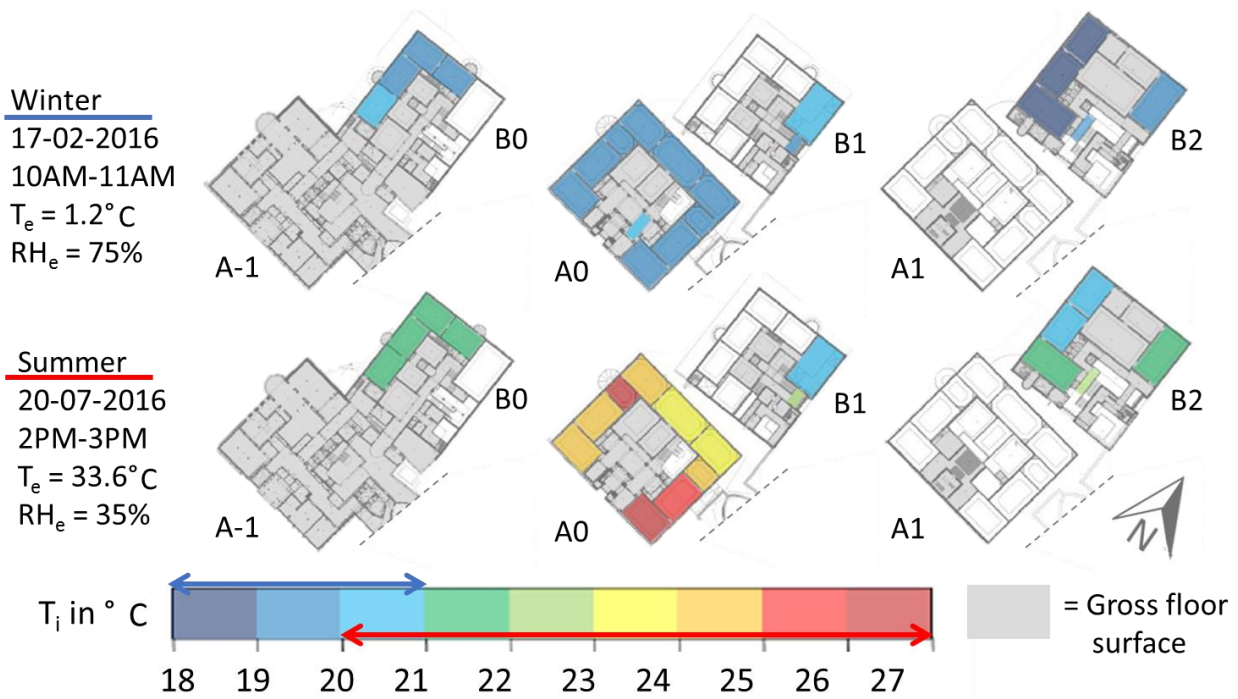 Winter
17-02-2016
10AM-11AM
Tₑ = 1.2°C
RHₑ = 75%
A-1
B0
A0
B1
A1
B2
Summer
20-07-2016
2PM-3PM
Tₑ = 33.6°C
RHₑ = 35%
A-1
B0
A0
B1
A1
B2
N
Tᵢ in ° C
18 19 20 21 22 23 24 25 26 27
= Gross floor
surface